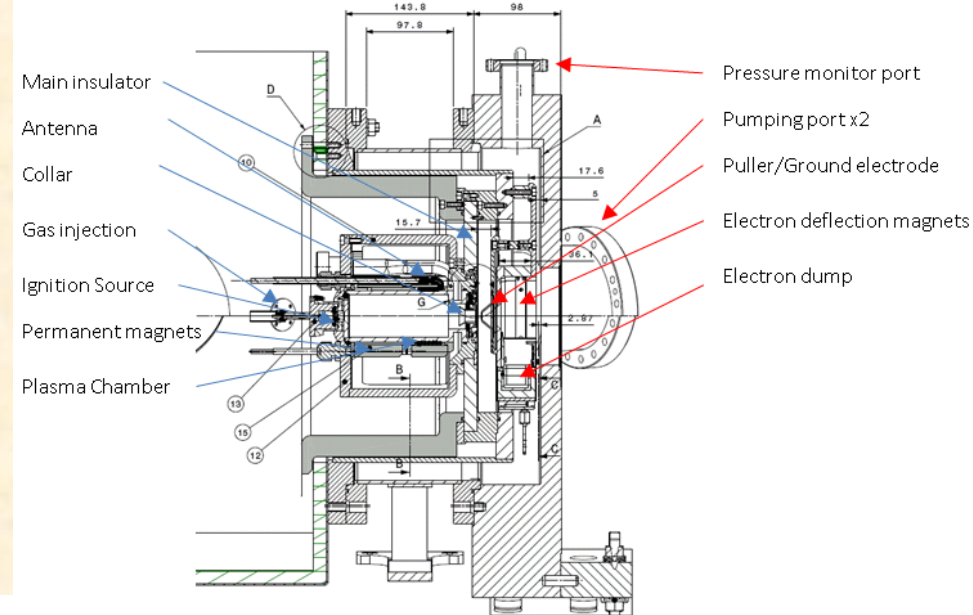 143.8
98
97.8
Main insulator
Antenna
Collar
Gas injection
Ignition Source
Permanent magnets
Plasma Chamber
Pressure monitor port
Pumping port x2
Puller/Ground electrode
Electron deflection magnets
Electron dump
D
A
10
17.6
5
15.7
G
2.87
B
B
C
C
13
15
12